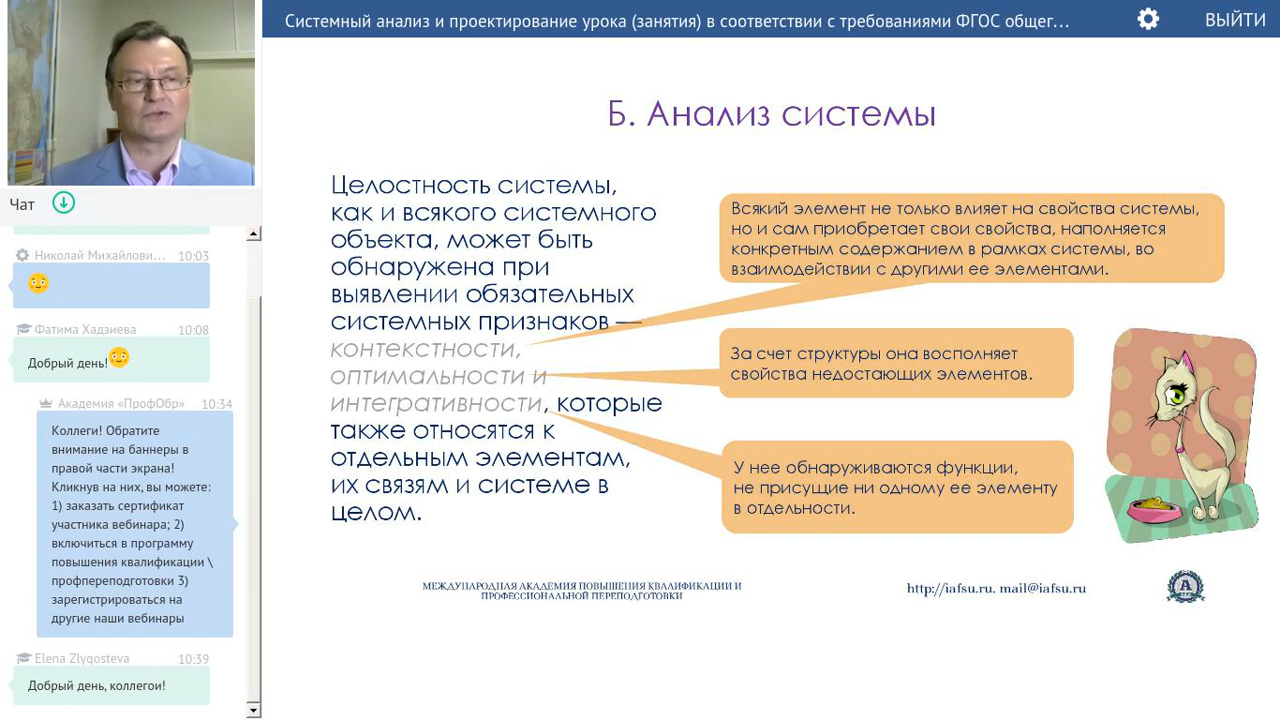 Системный анализ и проектирование урока (занятия) в соответствии с требованиями ФГОС общег...
ВЫЙТИ
Чат
Николай Михайлови... 10:03
Фатима Хадзиева 10:08
Добрый день!
Академия «ПрофОбр» 10:34
Коллеги! Обратите
внимание на баннеры в
правой части экрана!
Кликнув на них, вы можете:
1) заказать сертификат
участника вебинара; 2)
включиться в программу
повышения квалификации \
профпереподготовки 3)
зарегистрироваться на
другие наши вебинары
Elena Zlygosteva 10:39
Добрый день, коллегои!
Б. Анализ системы
Целостность системы,
как и всякого системного
объекта, может быть
обнаружена при
выявлении обязательных
системных признаков —
контекстности,
оптимальности и
интегративности, которые
также относятся к
отдельным элементам,
их связям и системе в
целом.
Всякий элемент не только влияет на свойства системы,
но и сам приобретает свои свойства, наполняется
конкретным содержанием в рамках системы, во
взаимодействии с другими ее элементами.
За счет структуры она восполняет
свойства недостающих элементов.
У нее обнаруживаются функции,
не присущие ни одному ее элементу
в отдельности.
МЕЖДУНАРОДНАЯ АКАДЕМИЯ ПОВЫШЕНИЯ КВАЛИФИКАЦИИ И
ПРОФЕССИОНАЛЬНОЙ ПЕРЕПОДГОТОВКИ
http://iafsu.ru. mail@iafsu.ru